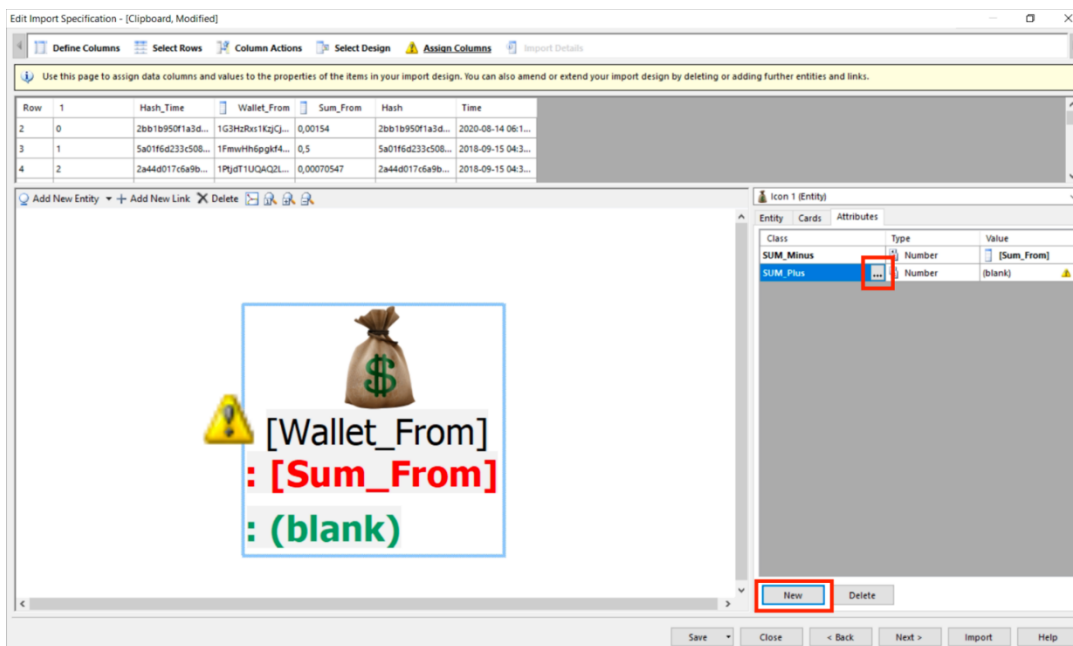 Edit Import Specification - [Clipboard, Modified]
Define Columns Select Rows Column Actions Select Design Assign Columns Import Details
Use this page to assign data columns and values to the properties of the items in your import design. You can also amend or extend your import design by deleting or adding further entities and links.
Row 1 Hash_Time Wallet_From Sum_From Hash Time
2 0 2bb1b950f1a3d... 1G3HzRxs1KzjCj... 0,00154 2bb1b950f1a3d... 2020-08-14 06:1...
3 1 5a01f6d233c508... 1FmwHh6pgkf4... 0,5 5a01f6d233c508... 2018-09-15 04:3...
4 2 2a44d017c6a9b... 1PtjdT1UQAQ2L... 0,00070547 2a44d017c6a9b... 2018-09-15 04:3...
Add New Entity Add New Link Delete
Icon 1 (Entity)
Entity Cards Attributes
Class Type Value
SUM_Minus Number [Sum_From]
SUM_Plus ... Number (blank)
$
[Wallet_From]
: [Sum_From]
: (blank)
New Delete
Save Close < Back Next > Import Help